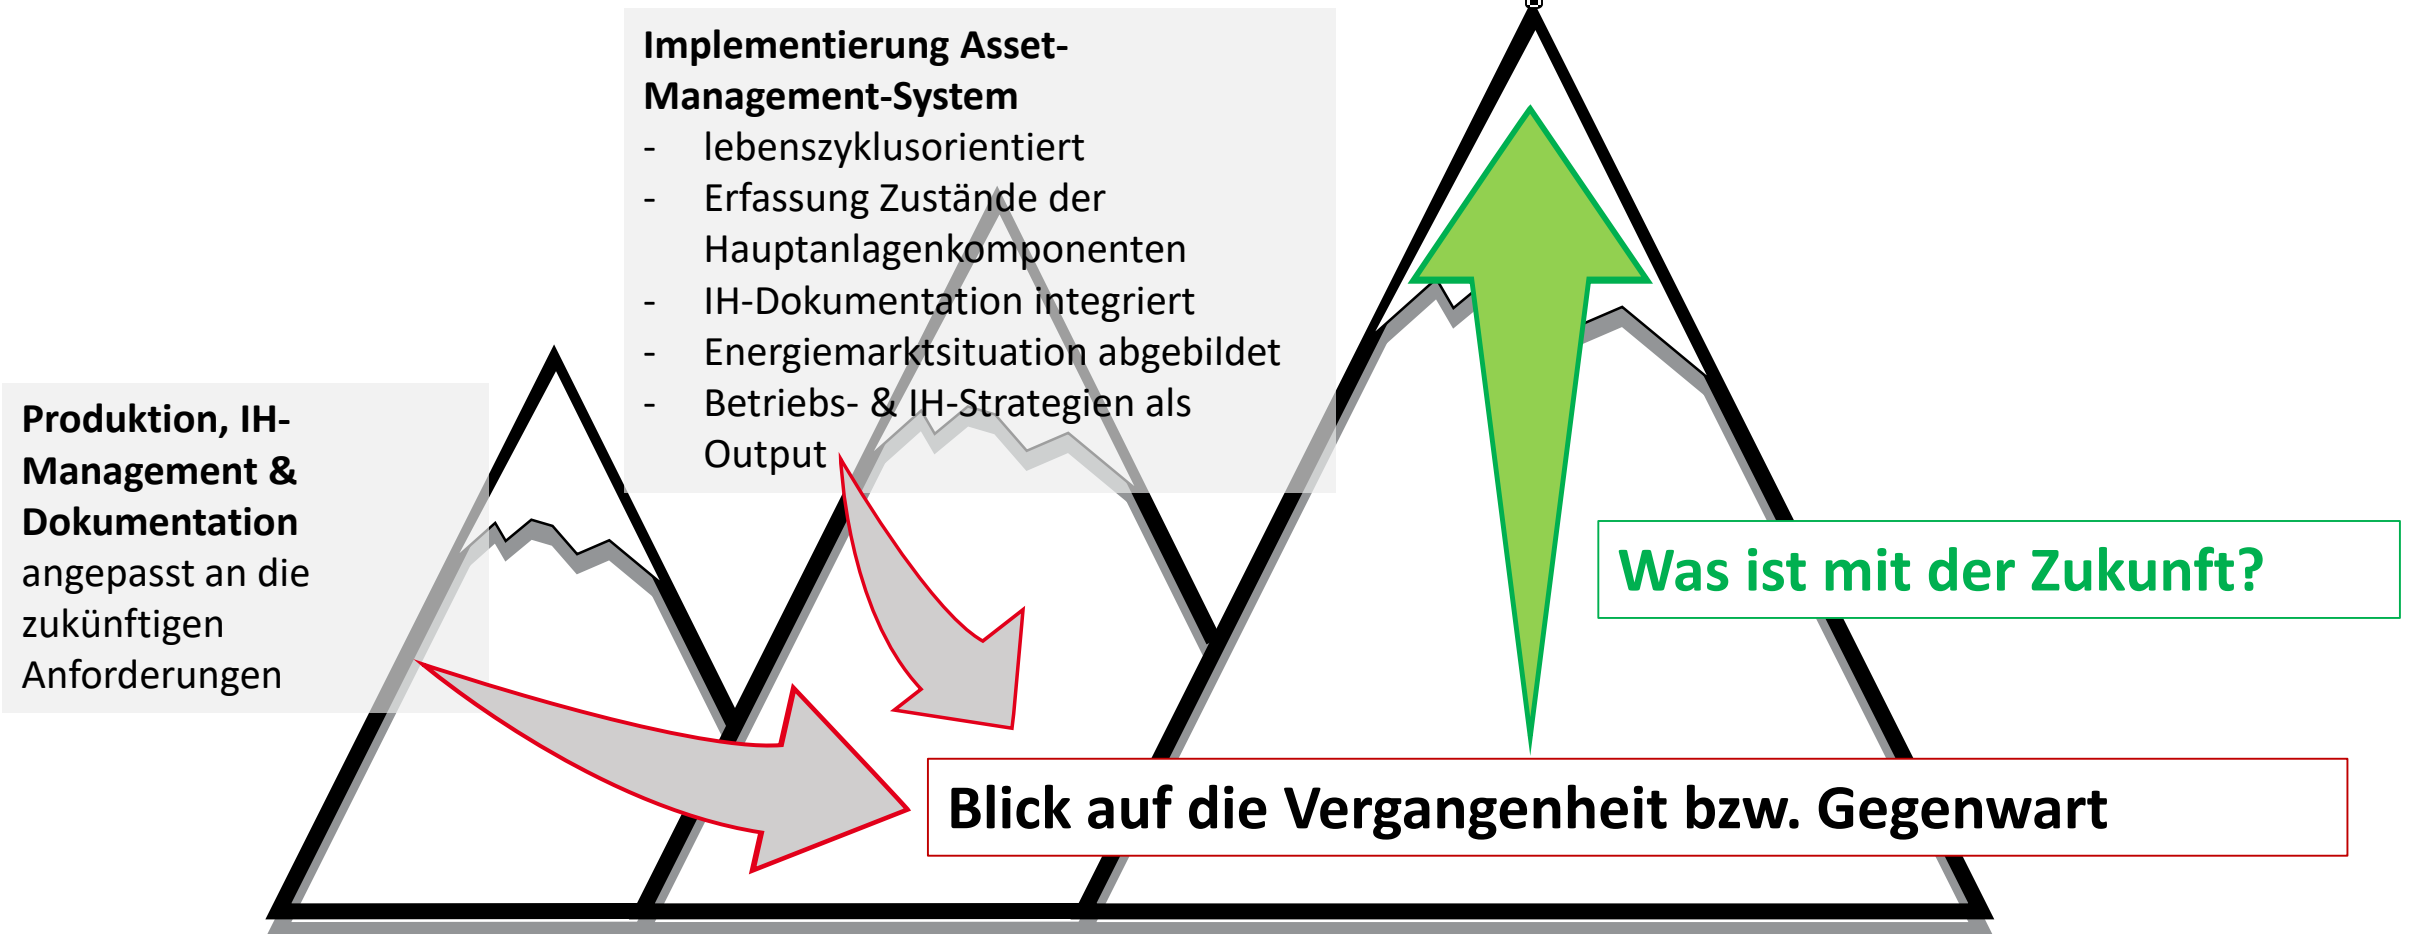 Implementierung Asset-
Management-System
- lebenszyklusorientiert
- Erfassung Zustände der
Hauptanlagenkomponenten
- IH-Dokumentation integriert
- Energiemarktsituation abgebildet
- Betriebs- & IH-Strategien als
Output
Produktion, IH-
Management &
Dokumentation
angepasst an die
zukünftigen
Anforderungen
Was ist mit der Zukunft?
Blick auf die Vergangenheit bzw. Gegenwart